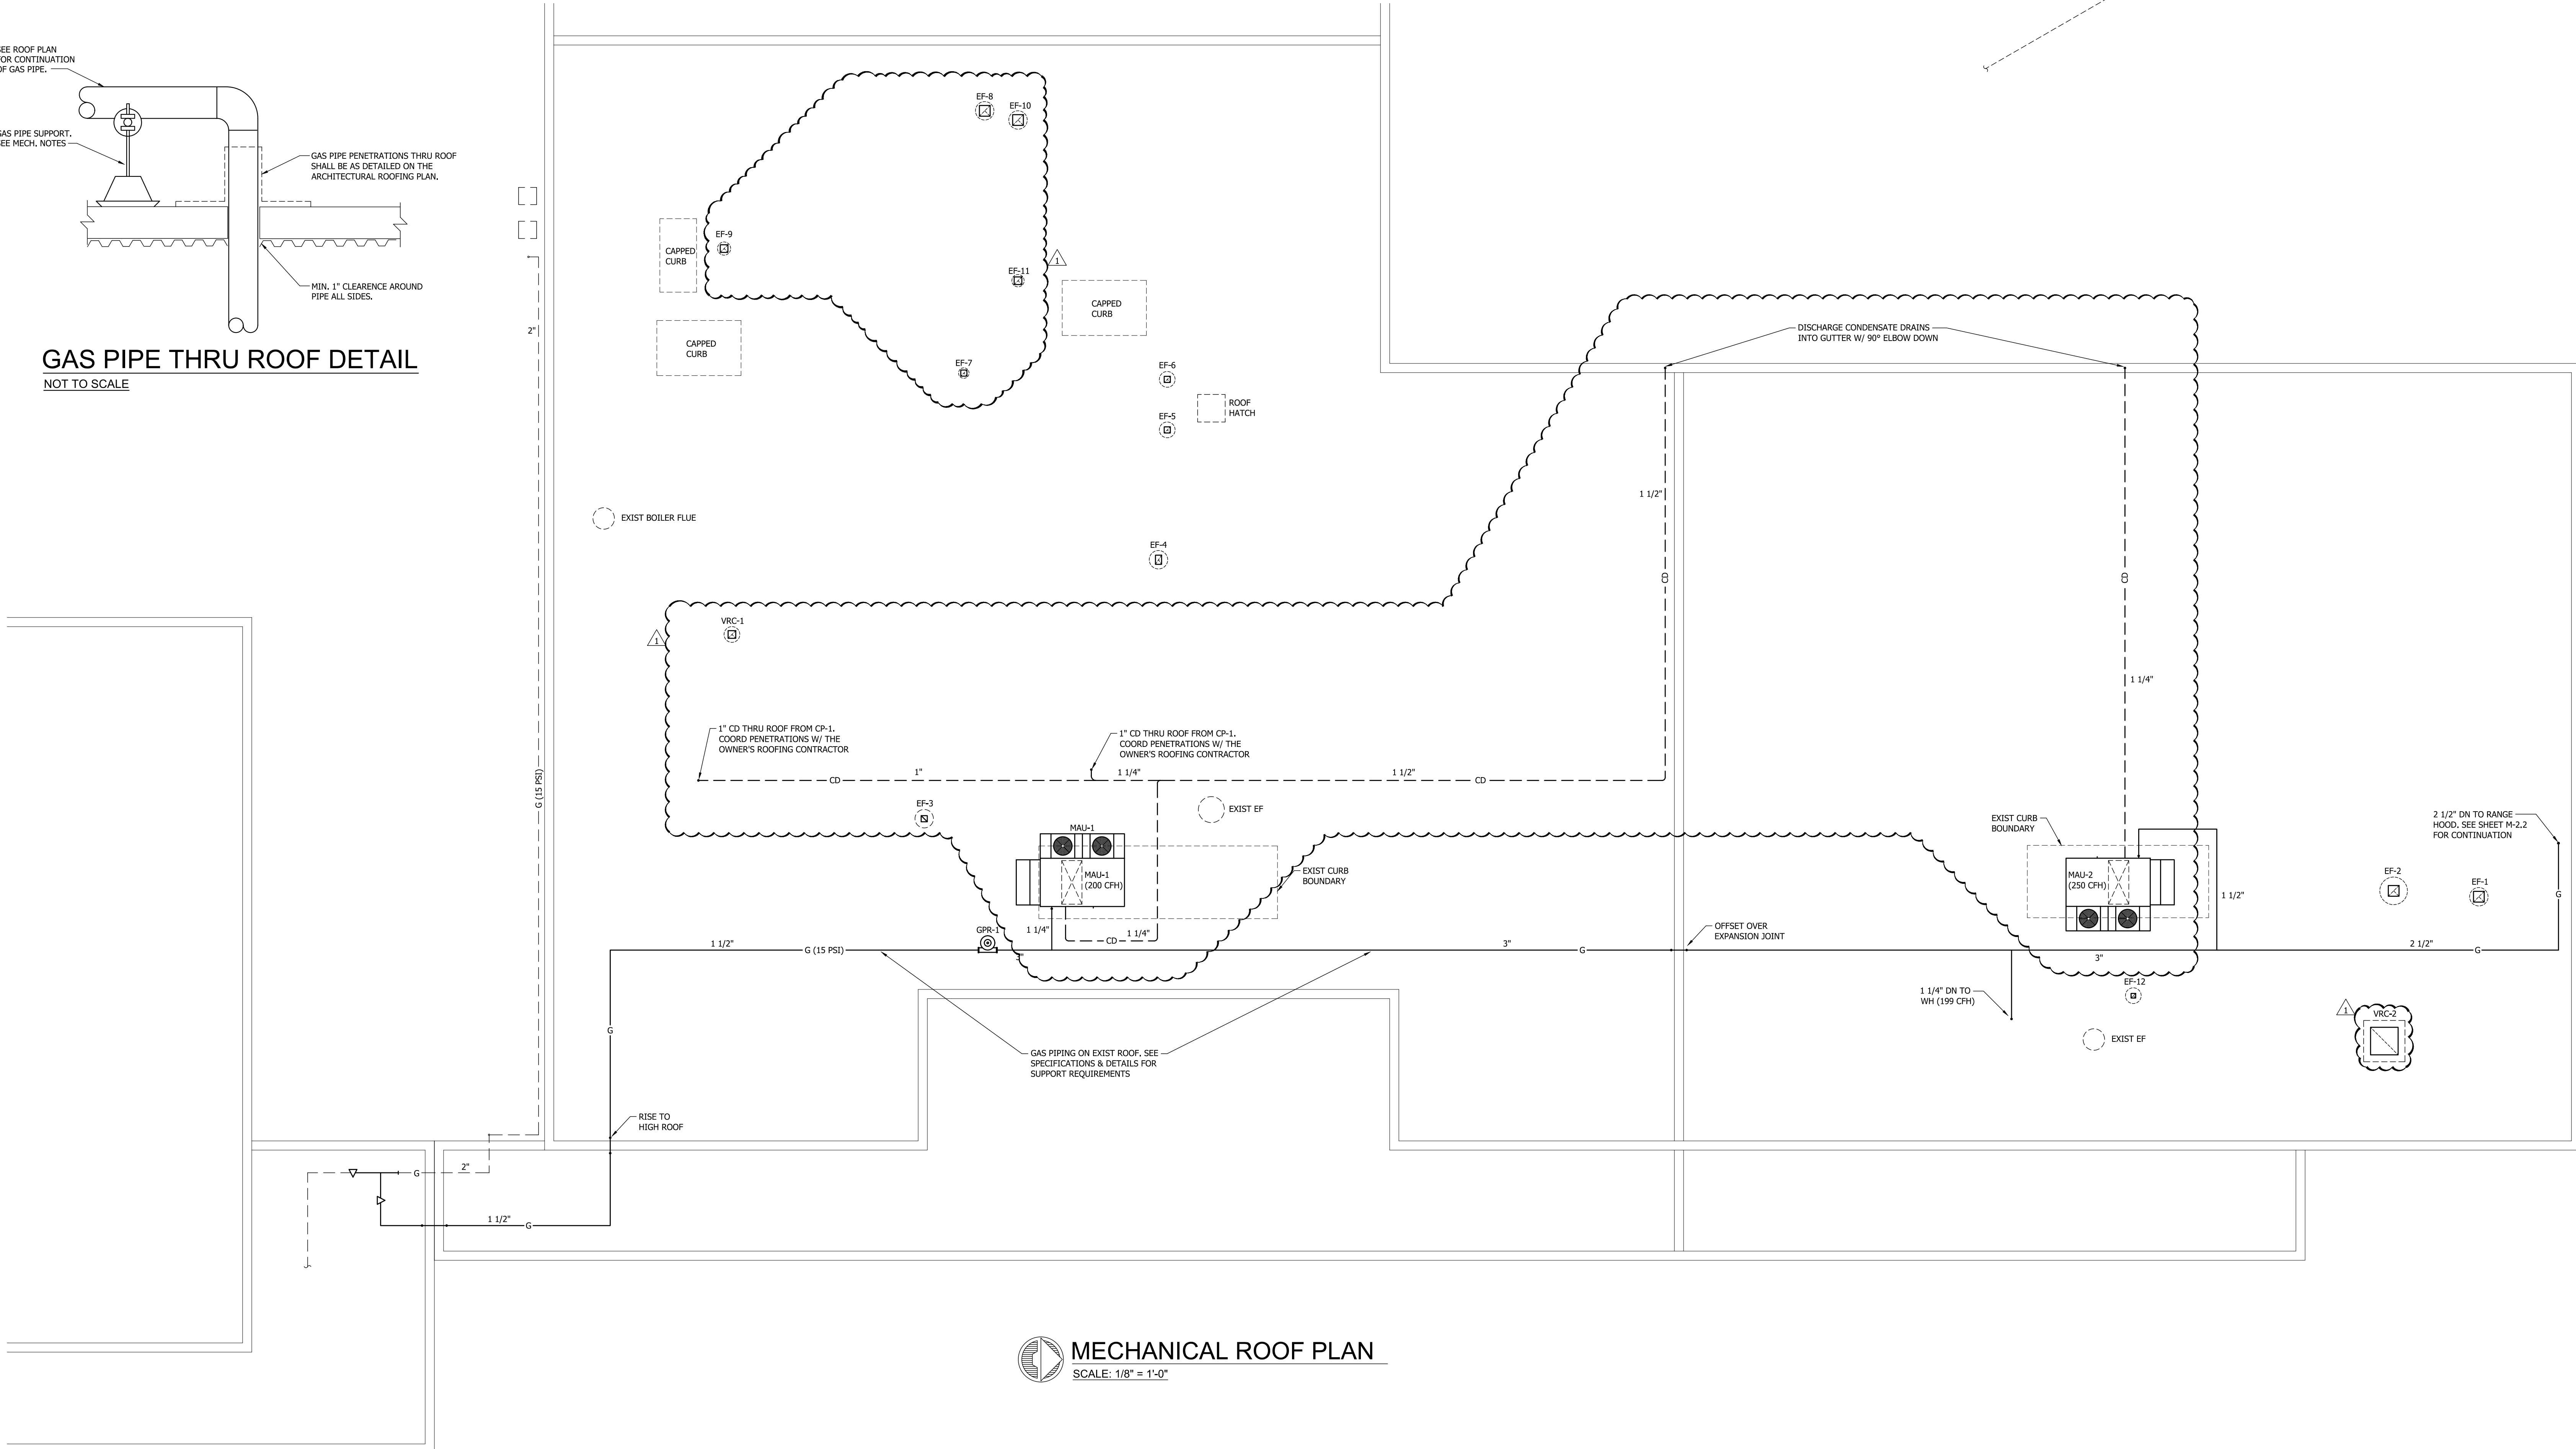 SEE ROOF PLAN
FOR CONTINUATION
OF GAS PIPE.
GAS PIPE SUPPORT.
SEE MECH. NOTES
GAS PIPE PENETRATIONS THRU ROOF
SHALL BE AS DETAILED ON THE
ARCHITECTURAL ROOFING PLAN.
MIN. 1" CLEARENCE AROUND
PIPE ALL SIDES.
GAS PIPE THRU ROOF DETAIL
NOT TO SCALE
2"
G (15 PSI)
EF-8
EF-10
EF-9
CAPPED
CURB
EF-11
1
CAPPED
CURB
CAPPED
CURB
EF-7
EF-6
EF-5
ROOF
HATCH
DISCHARGE CONDENSATE DRAINS
INTO GUTTER W/ 90° ELBOW DOWN
1 1/2"
EXIST BOILER FLUE
EF-4
CD
CD
VRC-1
1
1 1/4"
1" CD THRU ROOF FROM CP-1.
COORD PENETRATIONS W/ THE
OWNER'S ROOFING CONTRACTOR
1" CD THRU ROOF FROM CP-1.
COORD PENETRATIONS W/ THE
OWNER'S ROOFING CONTRACTOR
CD
1"
1 1/4"
1 1/2"
CD
EF-3
EXIST EF
MAU-1
MAU-1
(200 CFH)
EXIST CURB
BOUNDARY
EXIST CURB
BOUNDARY
MAU-2
(250 CFH)
2 1/2" DN TO RANGE
HOOD. SEE SHEET M-2.2
FOR CONTINUATION
EF-2
EF-1
G
1 1/2"
GPR-1
1 1/4"
CD
1 1/4"
1 1/2"
G (15 PSI)
3"
3"
G
OFFSET OVER
EXPANSION JOINT
3"
2 1/2"
G
EF-12
1 1/4" DN TO
WH (199 CFH)
EXIST EF
1
VRC-2
G
GAS PIPING ON EXIST ROOF. SEE
SPECIFICATIONS & DETAILS FOR
SUPPORT REQUIREMENTS
RISE TO
HIGH ROOF
G
2"
1 1/2"
G
MECHANICAL ROOF PLAN
SCALE: 1/8" = 1'-0"